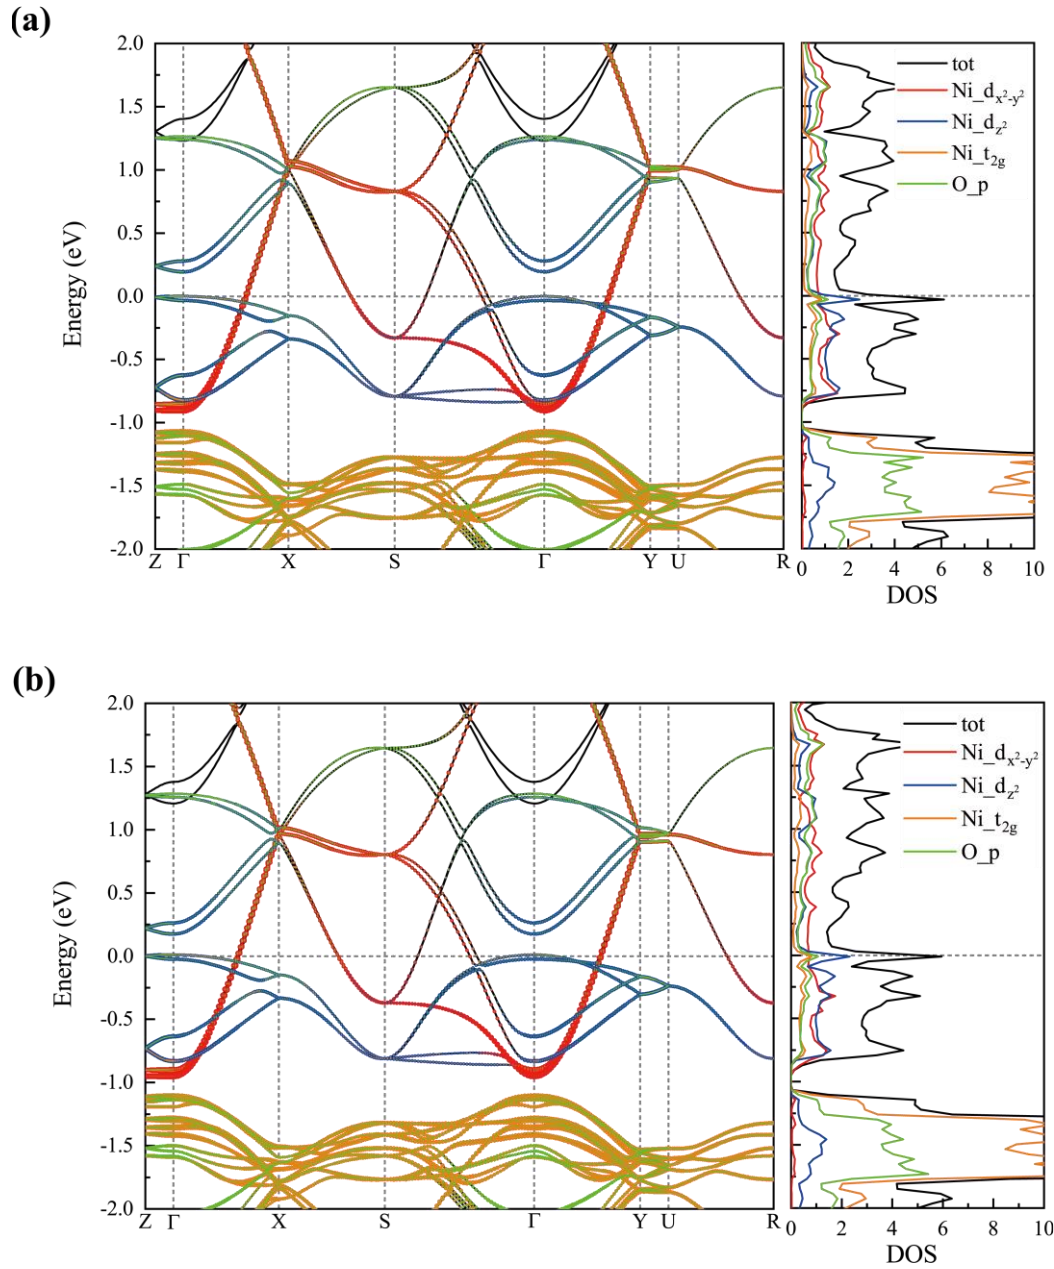 (a)
2.0
1.5
1.0
0.5
0.0
-0.5
-1.0
-1.5
-2.0
Energy (eV)
Z Γ X S Γ Y U R
tot
Ni_dx²-y²
Ni_dz²
Ni_t2g
O_p
0 2 4 6 8 10
DOS
(b)
2.0
1.5
1.0
0.5
0.0
-0.5
-1.0
-1.5
-2.0
Energy (eV)
Z Γ X S Γ Y U R
tot
Ni_dx²-y²
Ni_dz²
Ni_t2g
O_p
0 2 4 6 8 10
DOS